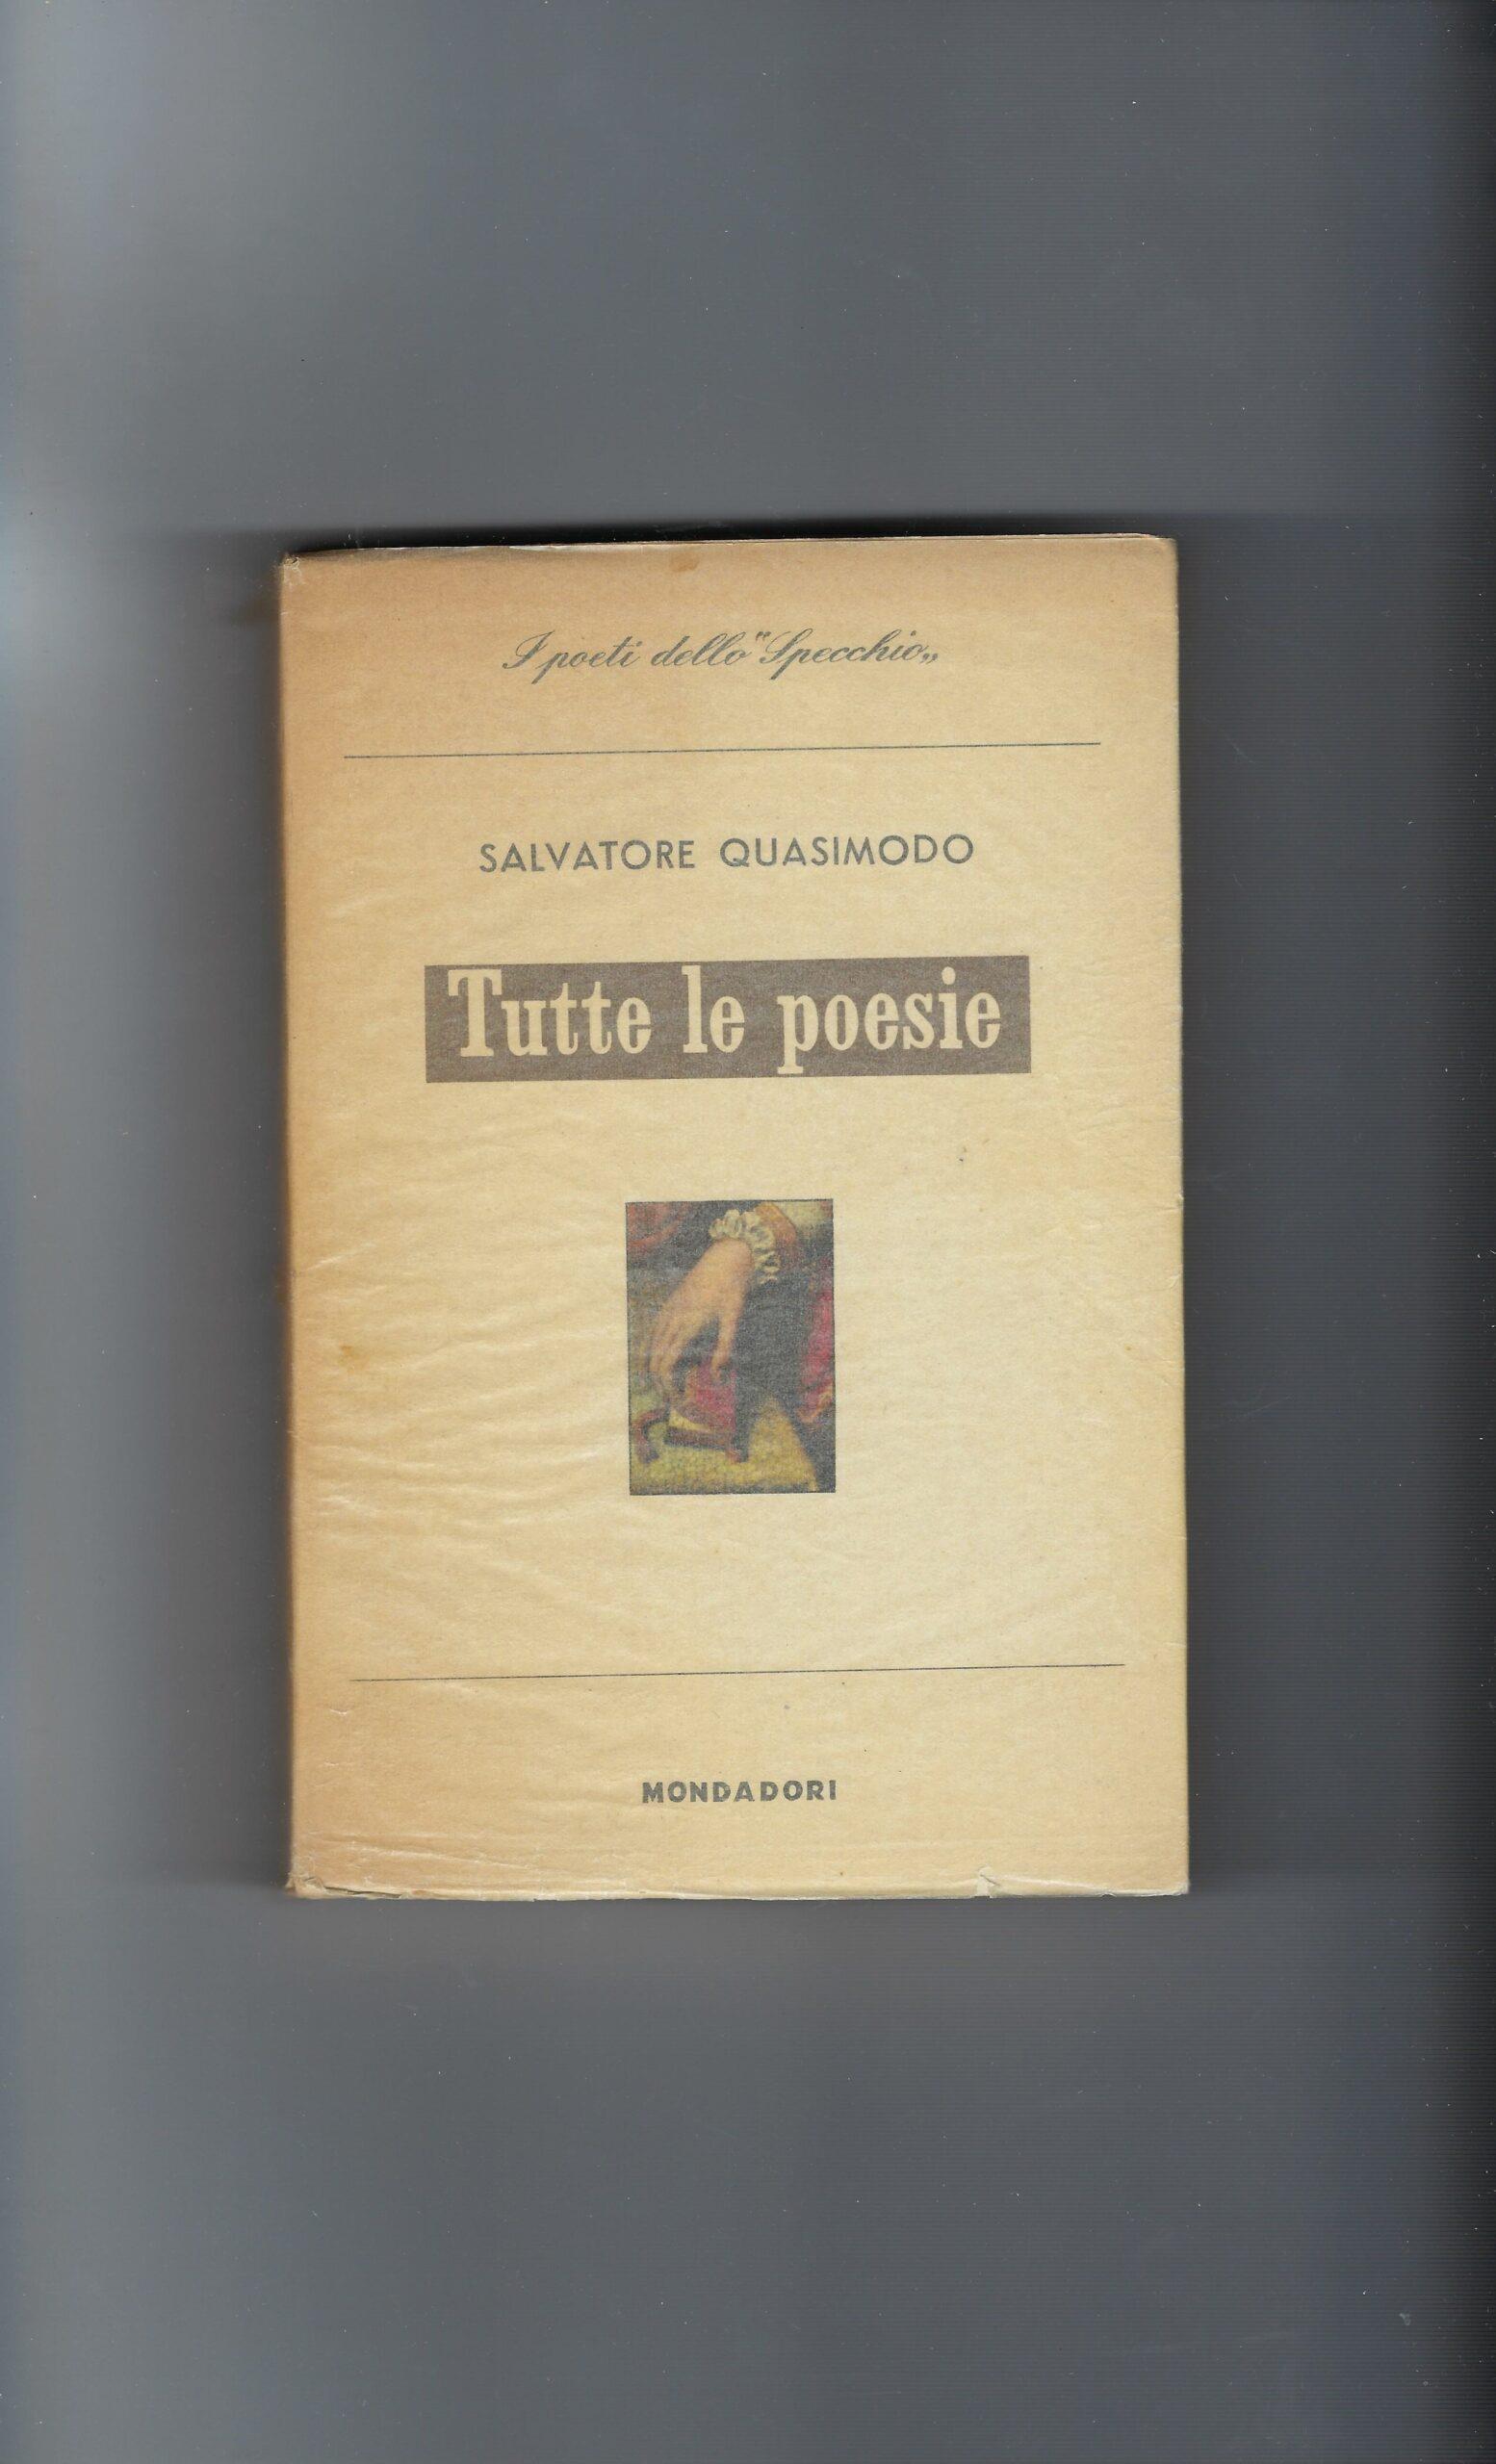 I poeti dello "Specchio„
SALVATORE QUASIMODO
Tutte le poesie
MONDADORI